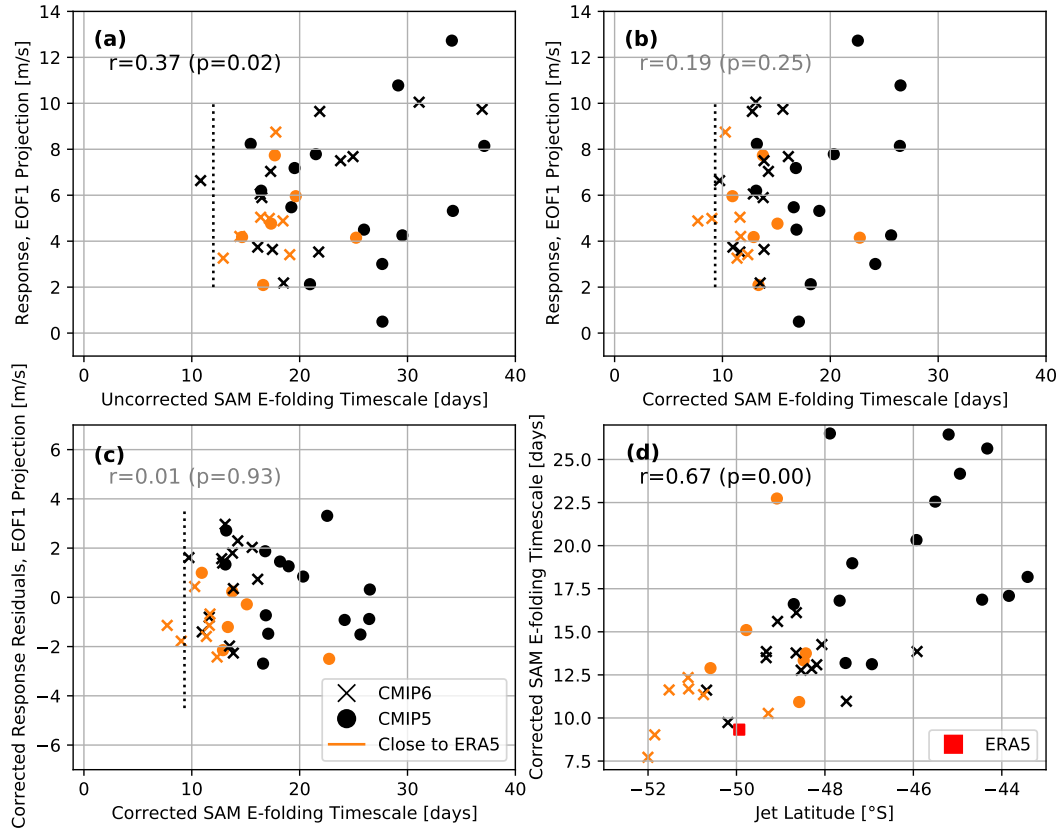 14
12
10
8
6
4
2
0
Response, EOF1 Projection [m/s]
(a)
r=0.37 (p=0.02)
0 10 20 30 40
Uncorrected SAM E-folding Timescale [days]
14
12
10
8
6
4
2
0
Response, EOF1 Projection [m/s]
(b)
r=0.19 (p=0.25)
0 10 20 30 40
Corrected SAM E-folding Timescale [days]
6
4
2
0
−2
−4
−6
Corrected Response Residuals, EOF1 Projection [m/s]
(c)
r=0.01 (p=0.93)
CMIP6
CMIP5
Close to ERA5
0 10 20 30 40
Corrected SAM E-folding Timescale [days]
25.0
22.5
20.0
17.5
15.0
12.5
10.0
7.5
Corrected SAM E-folding Timescale [days]
(d)
r=0.67 (p=0.00)
ERA5
−52 −50 −48 −46 −44
Jet Latitude [°S]